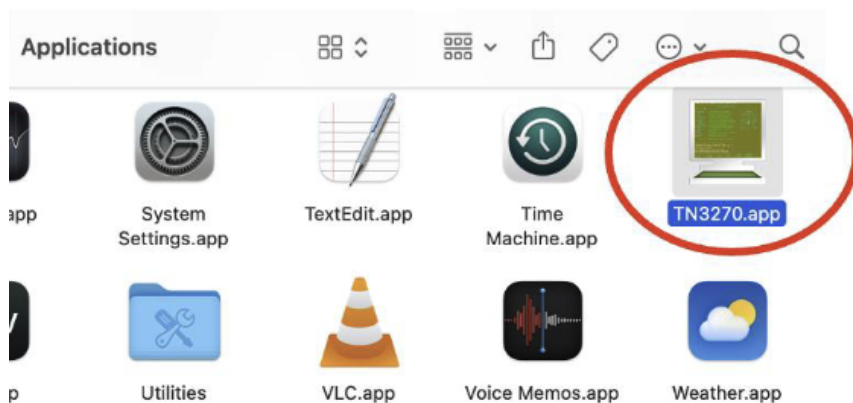 Applications
app
System
Settings.app
TextEdit.app
Time
Machine.app
TN3270.app
p
Utilities
VLC.app
Voice Memos.app
Weather.app